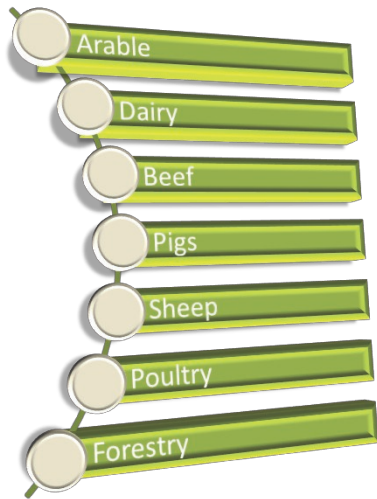 Arable
Dairy
Beef
Pigs
Sheep
Poultry
Forestry